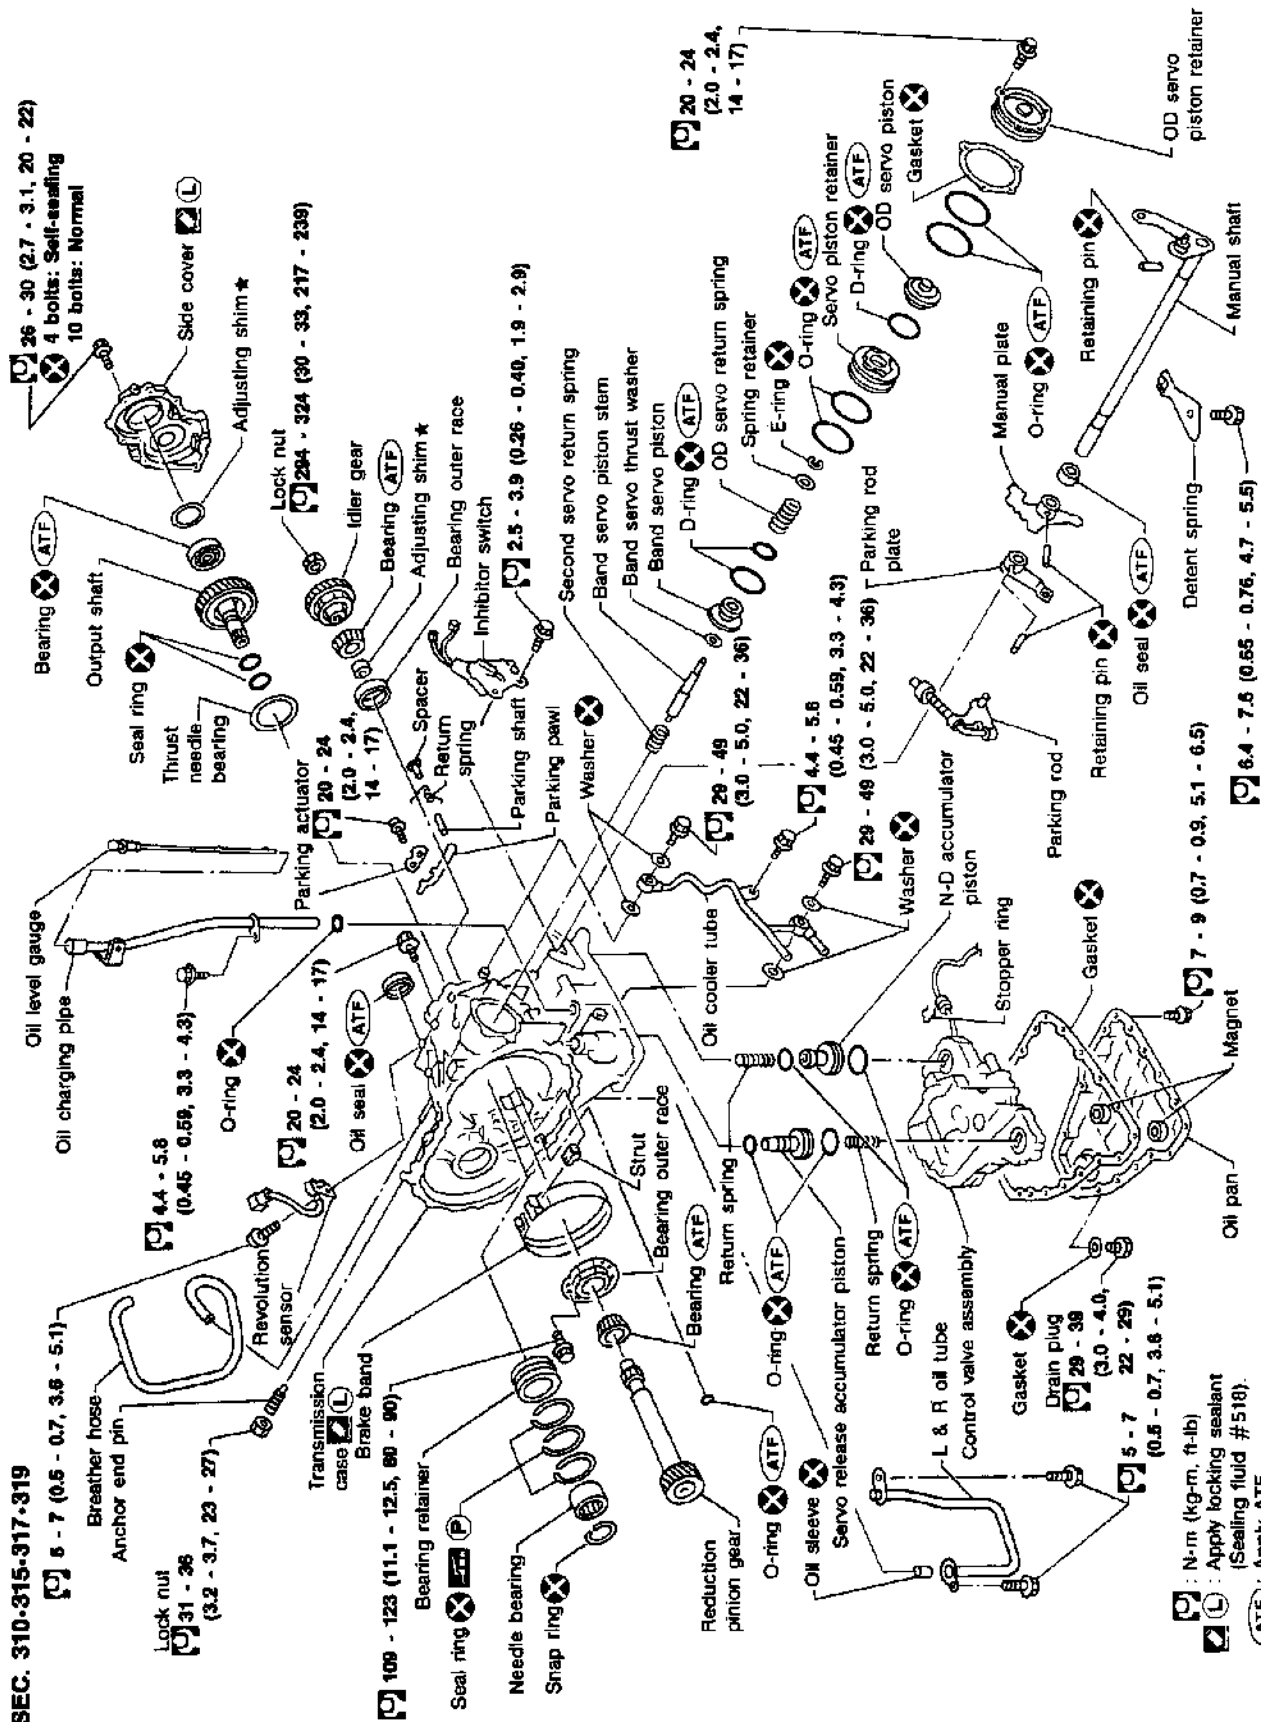 SEC. 310•315•317•319
5 - 7 (0.5 - 0.7, 3.6 - 5.1)
Breather hose
Anchor end pin
Lock nut
31 - 36
(3.2 - 3.7, 23 - 27)
Revolution
sensor
Oil level gauge
Oil charging pipe
4.4 - 5.8
(0.45 - 0.59, 3.3 - 4.3)
O-ring
20 - 24
(2.0 - 2.4, 14 - 17)
Oil seal ATF
Transmission
case L
Brake band
109 - 123 (11.1 - 12.5, 80 - 90)
Bearing retainer
Seal ring P
Needle bearing
Snap ring
Reduction
pinion gear
Bearing ATF
Bearing outer race
Strut
Return spring
O-ring ATF
O-ring ATF
Oil sleeve
Servo release accumulator piston
Return spring
O-ring ATF
L & R oil tube
Control valve assembly
Gasket
Drain plug
29 - 39
(3.0 - 4.0,
22 - 29)
5 - 7
(0.5 - 0.7, 3.6 - 5.1)
Oil pan
Magnet
7 - 9 (0.7 - 0.9, 5.1 - 6.5)
Gasket
Stopper ring
N-D accumulator
piston
Oil cooler tube
Washer
29 - 49 (3.0 - 5.0, 22 - 36)
4.4 - 5.8
(0.45 - 0.59, 3.3 - 4.3)
29 - 49
(3.0 - 5.0, 22 - 36)
Washer
26 - 30 (2.7 - 3.1, 20 - 22)
4 bolts: Self-sealing
10 bolts: Normal
Side cover L
Adjusting shim★
Bearing ATF
Output shaft
Seal ring
Thrust
needle
bearing
Parking actuator
20 - 24
(2.0 - 2.4,
14 - 17)
Lock nut
294 - 324 (30 - 33, 217 - 239)
Idler gear
Bearing ATF
Adjusting shim★
Bearing outer race
Inhibitor switch
2.5 - 3.9 (0.26 - 0.40, 1.9 - 2.9)
Spacer
Return
spring
Parking shaft
Parking pawl
Second servo return spring
Band servo piston stem
Band servo thrust washer
Band servo piston
D-ring ATF
OD servo return spring
Spring retainer
E-ring
O-ring ATF
Servo piston retainer
D-ring ATF
OD servo piston
Gasket
20 - 24
(2.0 - 2.4,
14 - 17)
OD servo
piston retainer
O-ring ATF
Retaining pin
Manual shaft
Manual plate
Detent spring
6.4 - 7.5 (0.65 - 0.76, 4.7 - 5.5)
Oil seal ATF
Retaining pin
Parking rod
plate
Parking rod
: N•m (kg-m, ft-lb)
L : Apply locking sealant
(Sealing fluid #518).
ATF : Apply ATF